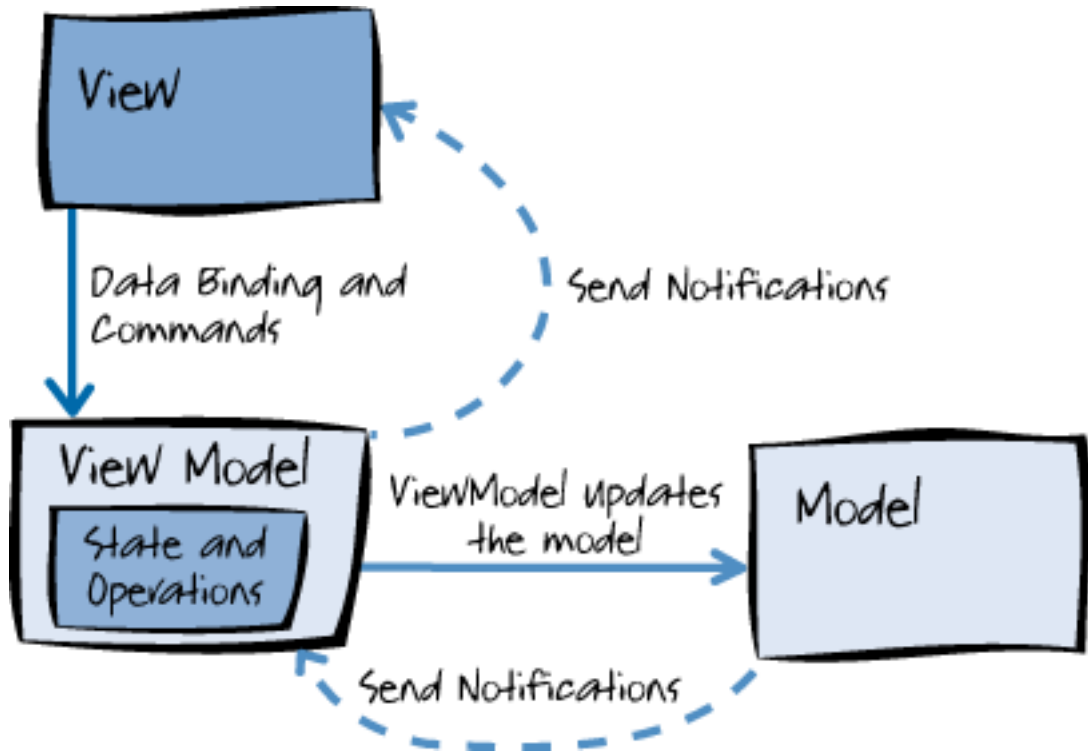 View
Data Binding and
Commands
Send Notifications
View Model
State and
Operations
ViewModel updates
the model
Model
Send Notifications